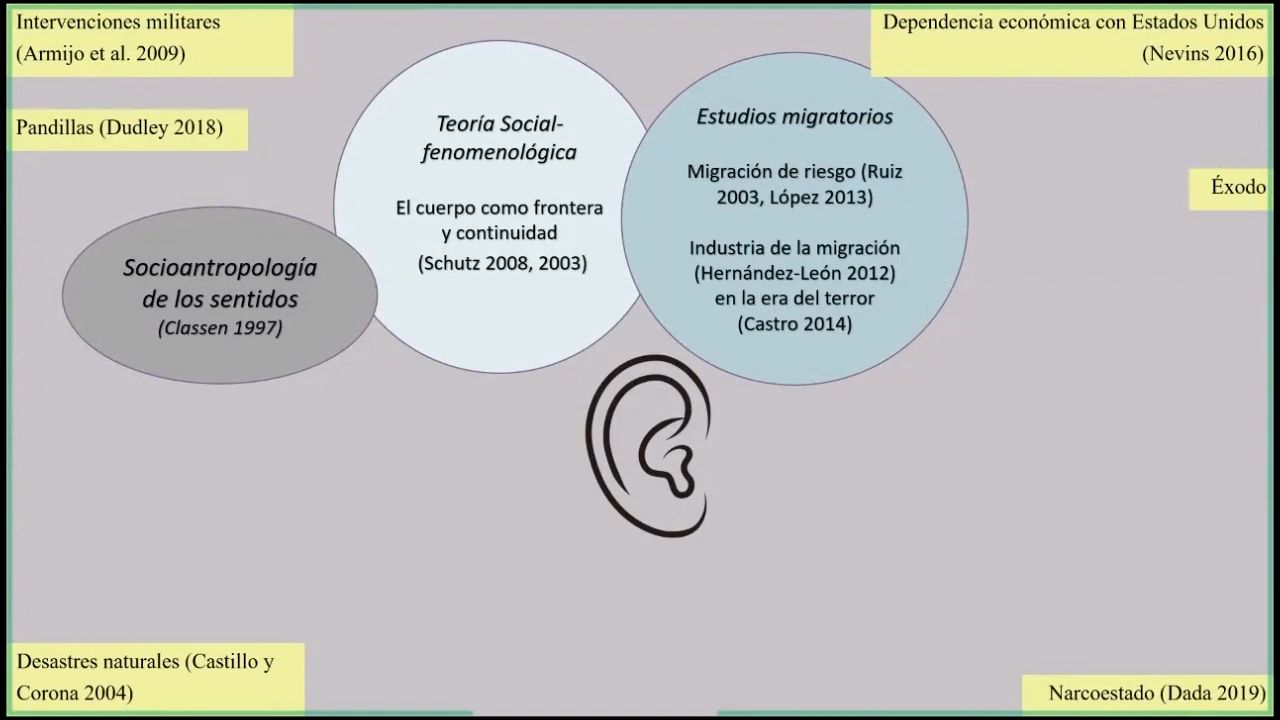 Intervenciones militares
(Armijo et al. 2009)
Dependencia económica con Estados Unidos
(Nevins 2016)
Pandillas (Dudley 2018)
Teoría Social-
fenomenológica
El cuerpo como frontera
y continuidad
(Schutz 2008, 2003)
Estudios migratorios
Migración de riesgo (Ruiz
2003, López 2013)
Industria de la migración
(Hernández-León 2012)
en la era del terror
(Castro 2014)
Éxodo
Socioantropología
de los sentidos
(Classen 1997)
Desastres naturales (Castillo y
Corona 2004)
Narcoestado (Dada 2019)